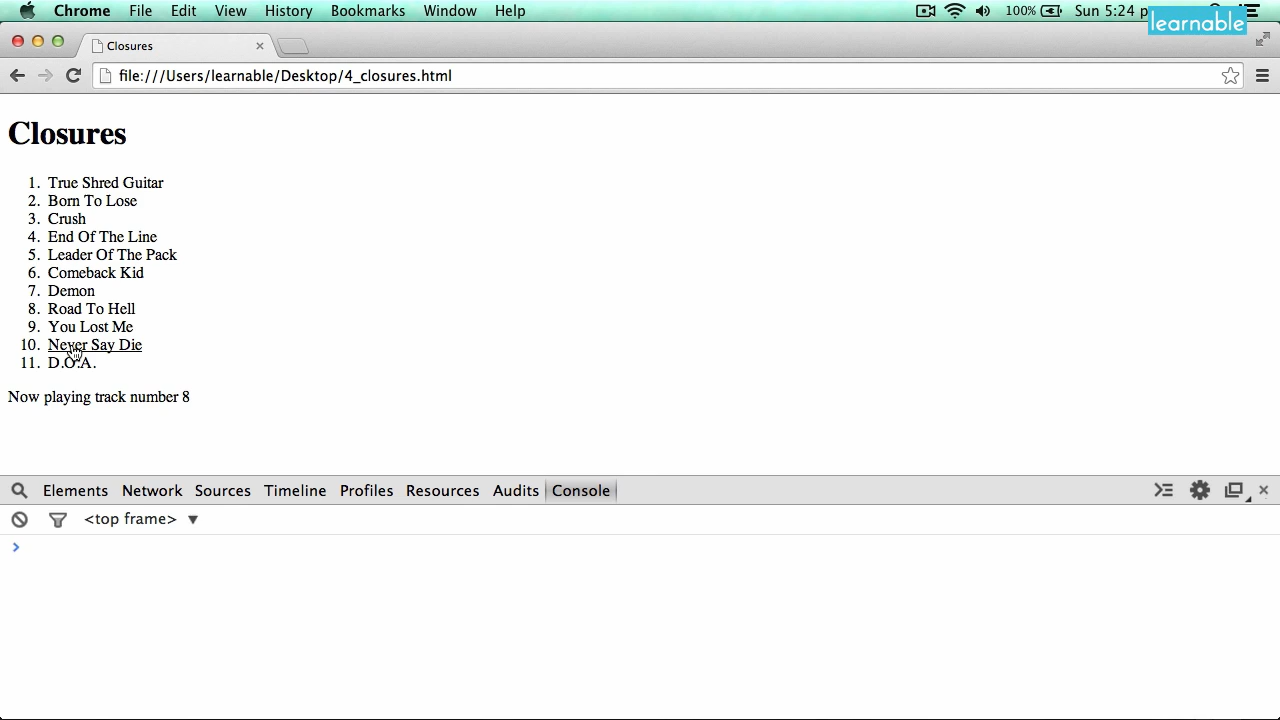 Chrome File Edit View History Bookmarks Window Help 100% Sun 5:24 p
learnable
Closures
file:///Users/learnable/Desktop/4_closures.html
Closures
1. True Shred Guitar
2. Born To Lose
3. Crush
4. End Of The Line
5. Leader Of The Pack
6. Comeback Kid
7. Demon
8. Road To Hell
9. You Lost Me
10. Never Say Die
11. D.O.A.
Now playing track number 8
Elements Network Sources Timeline Profiles Resources Audits Console
<top frame>